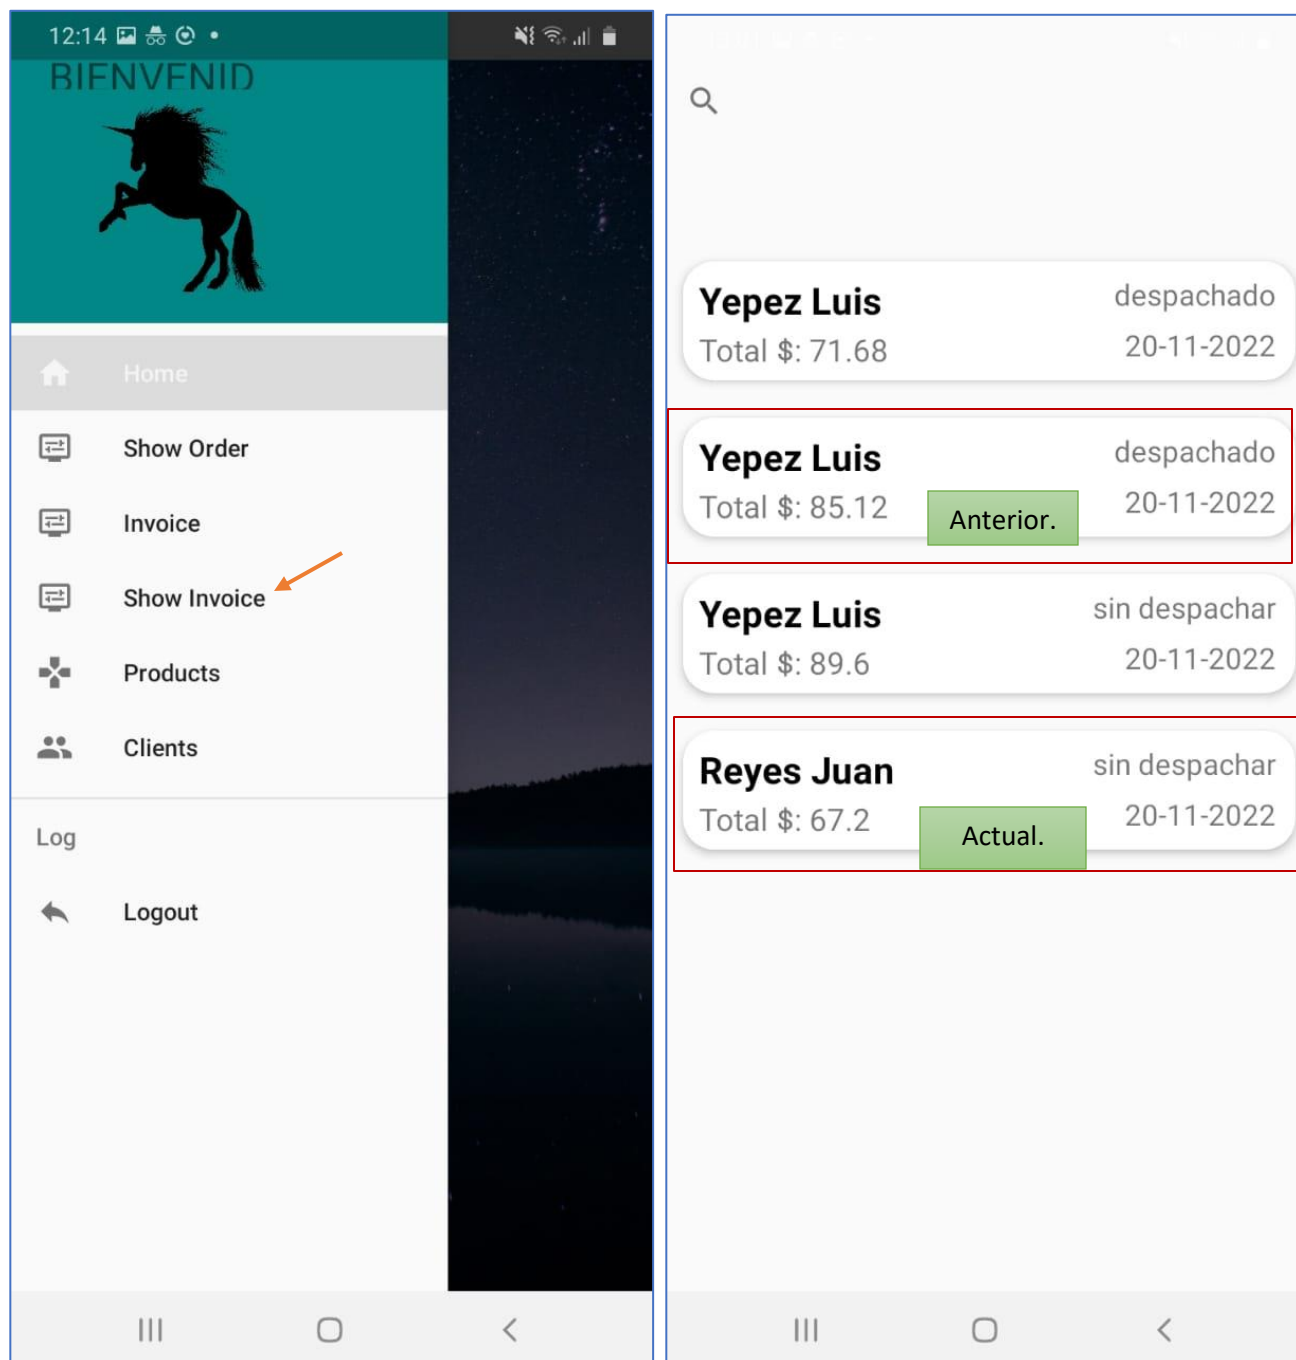 12:14
BIENVENID
Home
Show Order
Invoice
Show Invoice
Products
Clients
Log
Logout
Yepez Luis
despachado
Total $: 71.68
20-11-2022
Yepez Luis
despachado
Total $: 85.12
20-11-2022
Anterior.
Yepez Luis
sin despachar
Total $: 89.6
20-11-2022
Reyes Juan
sin despachar
Total $: 67.2
20-11-2022
Actual.